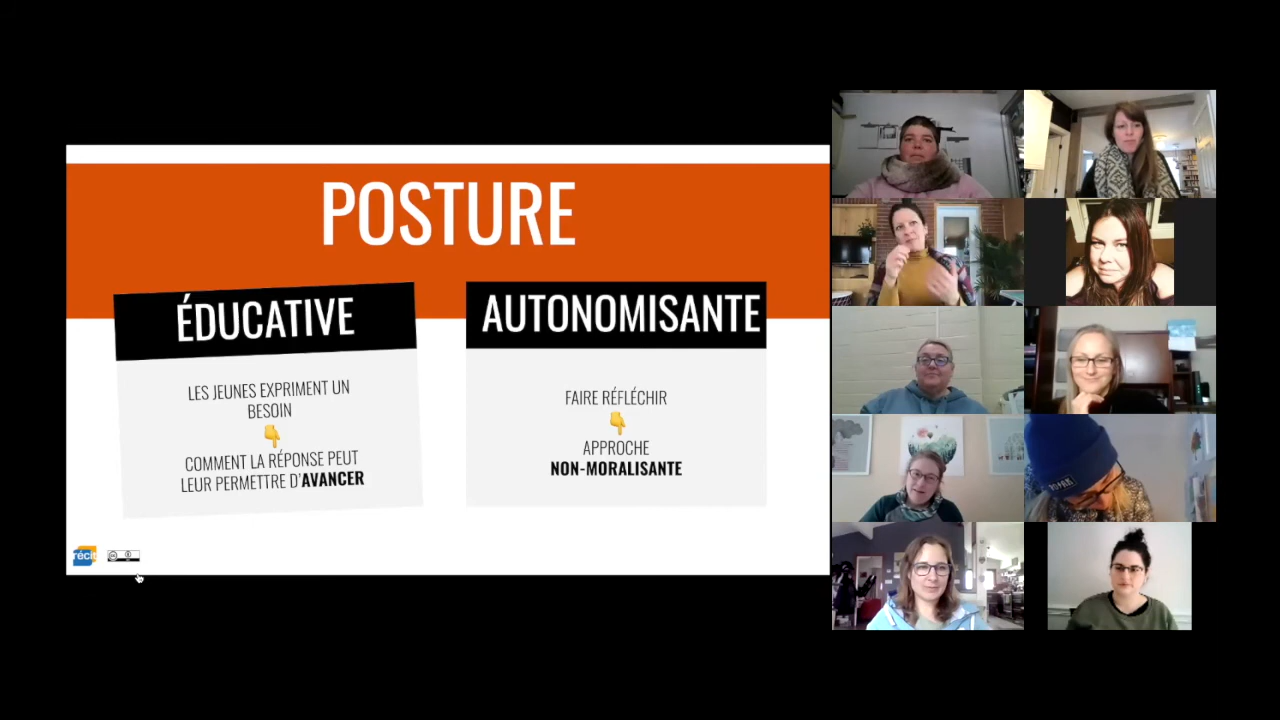 POSTURE
ÉDUCATIVE
LES JEUNES EXPRIMENT UN
BESOIN
COMMENT LA RÉPONSE PEUT
LEUR PERMETTRE D'AVANCER
AUTONOMISANTE
FAIRE RÉFLÉCHIR
APPROCHE
NON-MORALISANTE
récit